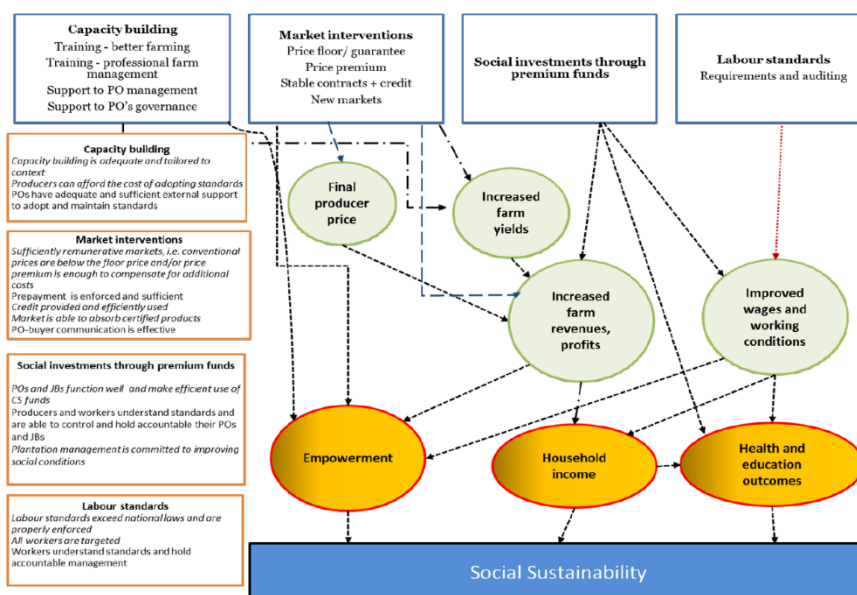 Capacity building
Training - better farming
Training - professional farm
management
Support to PO management
Support to PO's governance
Market interventions
Price floor/ guarantee
Price premium
Stable contracts + credit
New markets
Social investments through
premium funds
Labour standards
Requirements and auditing
Capacity building
Capacity building is adequate and tailored to
context
Producers can afford the cost of adopting standards
POs have adequate and sufficient external support
to adopt and maintain standards
Market interventions
Sufficiently remunerative markets, i.e. conventional
prices are below the floor price and/or price
premium is enough to compensate for additional
costs
Prepayment is enforced and sufficient
Credit provided and efficiently used
Market is able to absorb certified products
PO-buyer communication is effective
Social investments through premium funds
POs and JBs function well and make efficient use of
CS funds
Producers and workers understand standards and
are able to control and hold accountable their POs
and JBs
Plantation management is committed to improving
social conditions
Labour standards
Labour standards exceed national laws and are
properly enforced
All workers are targeted
Workers understand standards and hold
accountable management
Final
producer
price
Increased
farm
yields
Increased
farm
revenues,
profits
Improved
wages and
working
conditions
Empowerment
Household
income
Health and
education
outcomes
Social Sustainability